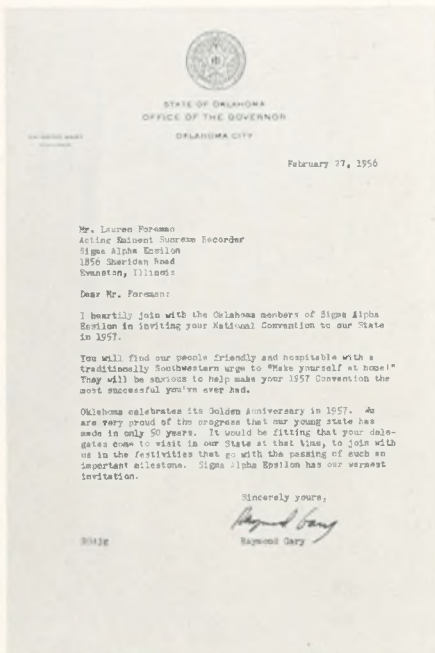 STATE OF OKLAHOMA
OFFICE OF THE GOVERNOR
OKLAHOMA CITY
February 27, 1956
Mr. Lauren Foreman
Acting Eminent Supreme Recorder
Sigma Alpha Epsilon
1856 Sheridan Road
Evanston, Illinois
Dear Mr. Foreman:
I heartily join with the Oklahoma members of Sigma Alpha
Epsilon in inviting your National Convention to our State
in 1957.
You will find our people friendly and hospitable with a
traditionally Southwestern urge to "Make yourself at home!"
They will be anxious to help make your 1957 Convention the
most successful you've ever had.
Oklahoma celebrates its Golden Anniversary in 1957. We
are very proud of the progress that our young state has
made in only 50 years. It would be fitting that your dele-
gates come to visit in our State at that time, to join with
us in the festivities that go with the passing of such an
important milestone. Sigma Alpha Epsilon has our warmest
invitation.
Sincerely yours,
Raymond Gary
Raymond Gary